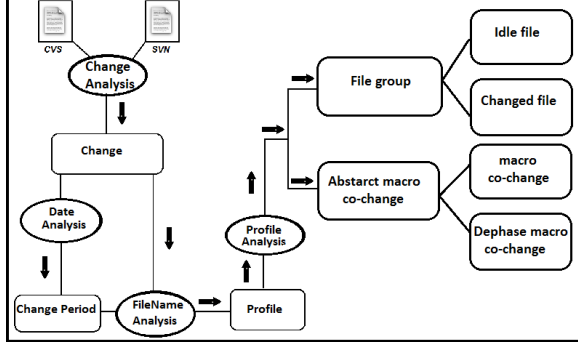 CVS
SVN
Change
Analysis
Change
Date
Analysis
Change Period
FileName
Analysis
Profile
Profile
Analysis
File group
Abstarct macro
co-change
Idle file
Changed file
macro
co-change
Dephase macro
co-change